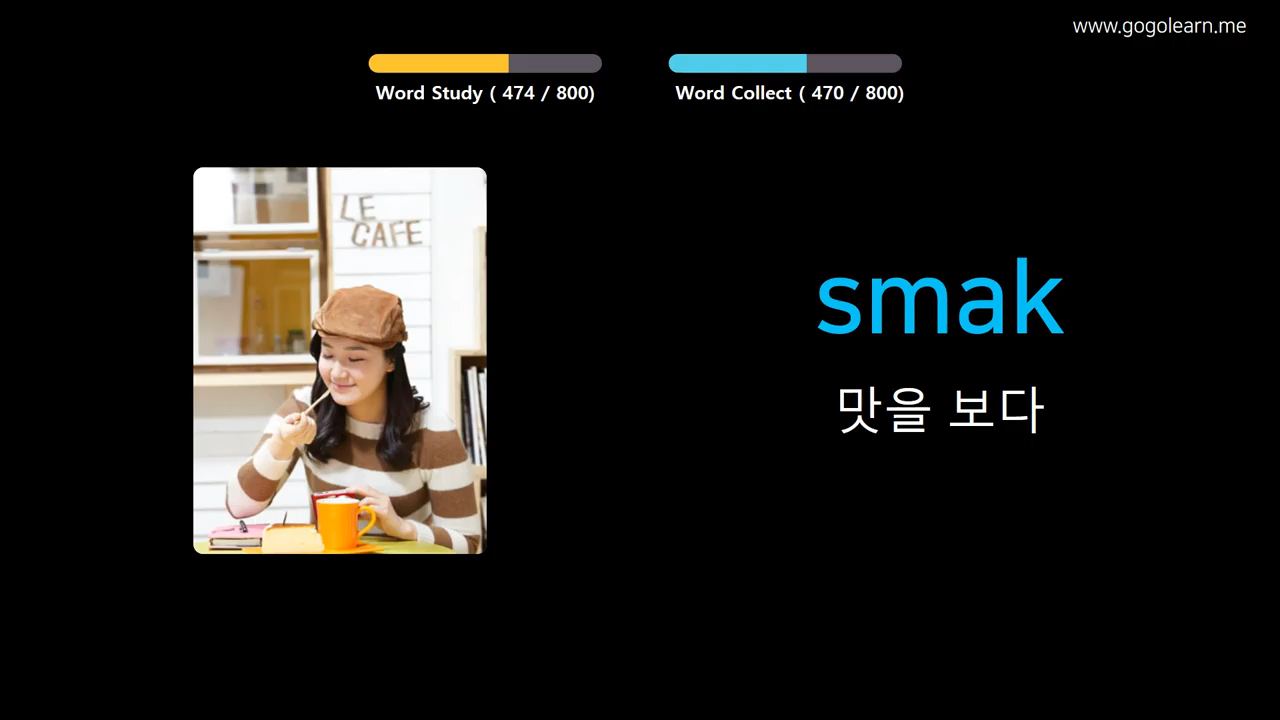 www.gogolearn.me
Word Study ( 474 / 800)
Word Collect ( 470 / 800)
LE
CAFE
smak
맛을 보다